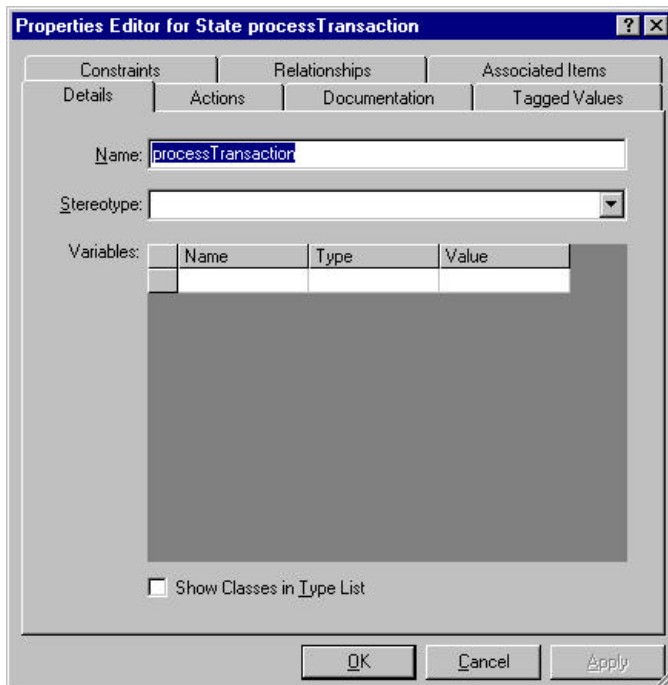 Properties Editor for State processTransaction
Constraints Relationships Associated Items
Details Actions Documentation Tagged Values
Name: processTransaction
Stereotype:
Variables: Name Type Value
Show Classes in Type List
OK Cancel Apply